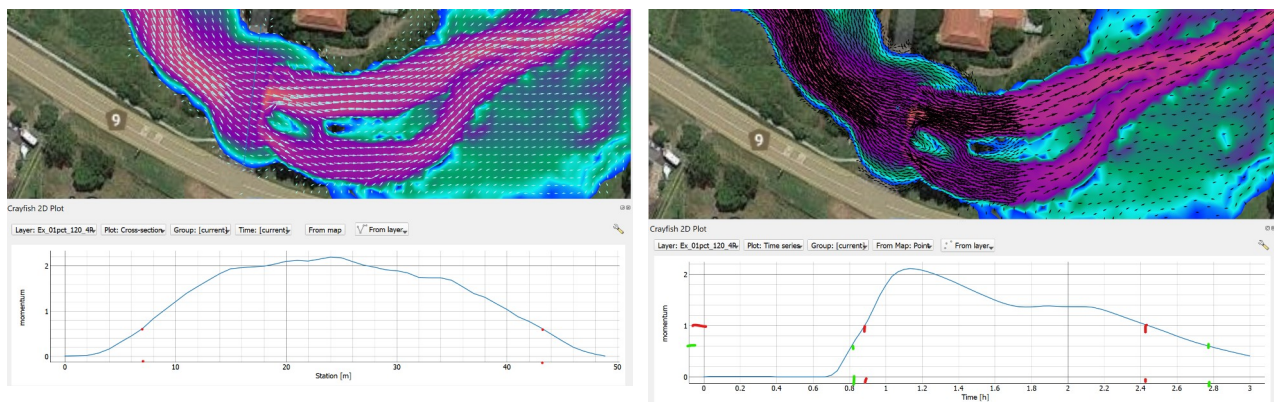 9
Crayfish 2D Plot
Layer: Ex_01pct_120_4R Plot: Cross-section Group: [current] Time: [current] From map From layer
2
1
0
momentum
0 10 20 30 40 50
Station [m]
9
Crayfish 2D Plot
Layer: Ex_01pct_120_4R Plot: Time series Group: [current] From Map: Point From layer
2
1
0
momentum
0 0.2 0.4 0.6 0.8 1 1.2 1.4 1.6 1.8 2 2.2 2.4 2.6 2.8 3
Time [h]